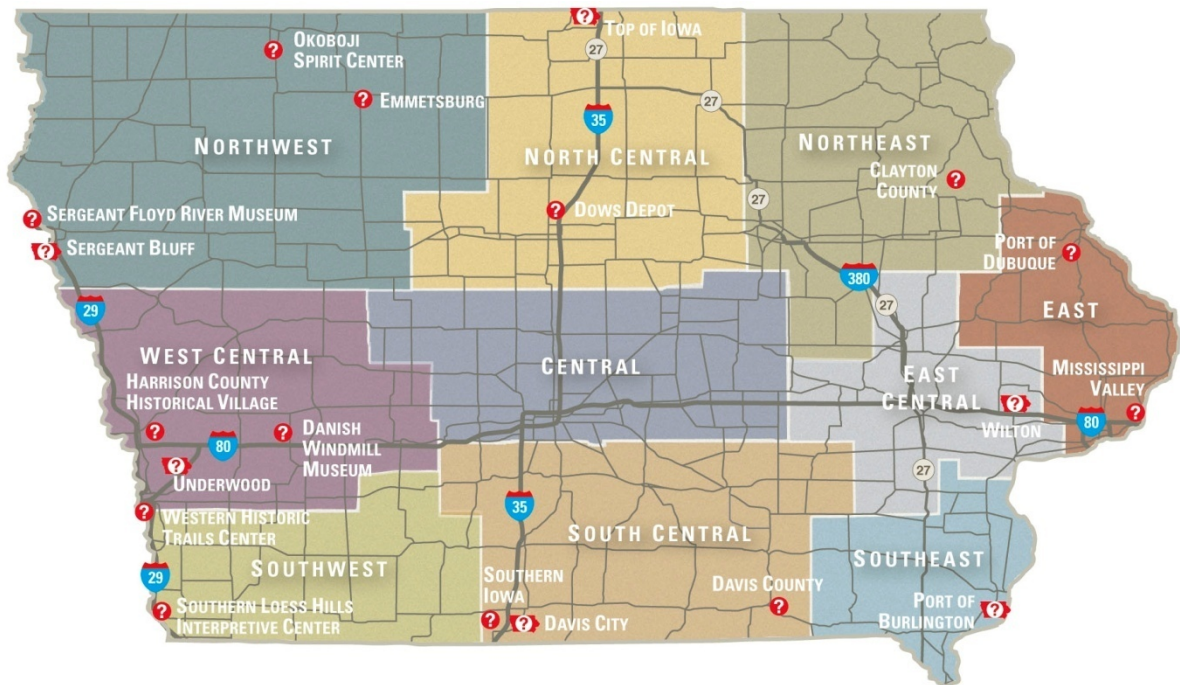 ?
TOP OF IOWA
27
?
OKOBOJI
SPIRIT CENTER
?
EMMETSBURG
27
35
NORTHWEST
NORTH CENTRAL
NORTHEAST
CLAYTON
COUNTY
?
27
?
SERGEANT FLOYD RIVER MUSEUM
?
DOWS DEPOT
?
SERGEANT BLUFF
PORT OF
DUBUQUE
?
380
29
27
EAST
WEST CENTRAL
CENTRAL
EAST
CENTRAL
MISSISSIPPI
VALLEY
?
HARRISON COUNTY
HISTORICAL VILLAGE
?
?
DANISH
WINDMILL
MUSEUM
80
?
WILTON
80
?
UNDERWOOD
27
?
WESTERN HISTORIC
TRAILS CENTER
35
SOUTH CENTRAL
SOUTHWEST
SOUTHEAST
29
SOUTHERN
IOWA
?
DAVIS COUNTY
?
?
SOUTHERN LOESS HILLS
INTERPRETIVE CENTER
?
DAVIS CITY
PORT OF
BURLINGTON
?